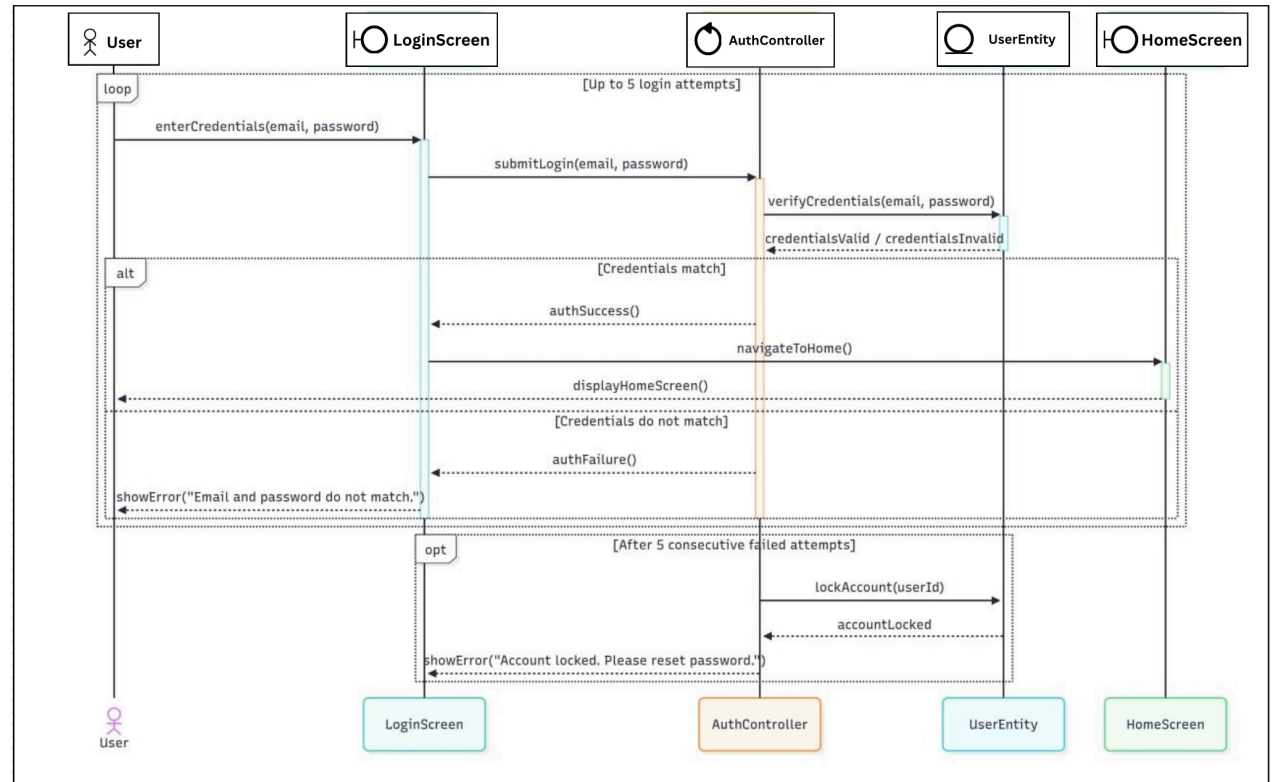 User
LoginScreen
AuthController
UserEntity
HomeScreen
loop
[Up to 5 login attempts]
enterCredentials(email, password)
submitLogin(email, password)
verifyCredentials(email, password)
credentialsValid / credentialsInvalid
alt
[Credentials match]
authSuccess()
navigateToHome()
displayHomeScreen()
[Credentials do not match]
authFailure()
showError("Email and password do not match.")
opt
[After 5 consecutive failed attempts]
lockAccount(userId)
accountLocked
showError("Account locked. Please reset password.")
User
LoginScreen
AuthController
UserEntity
HomeScreen